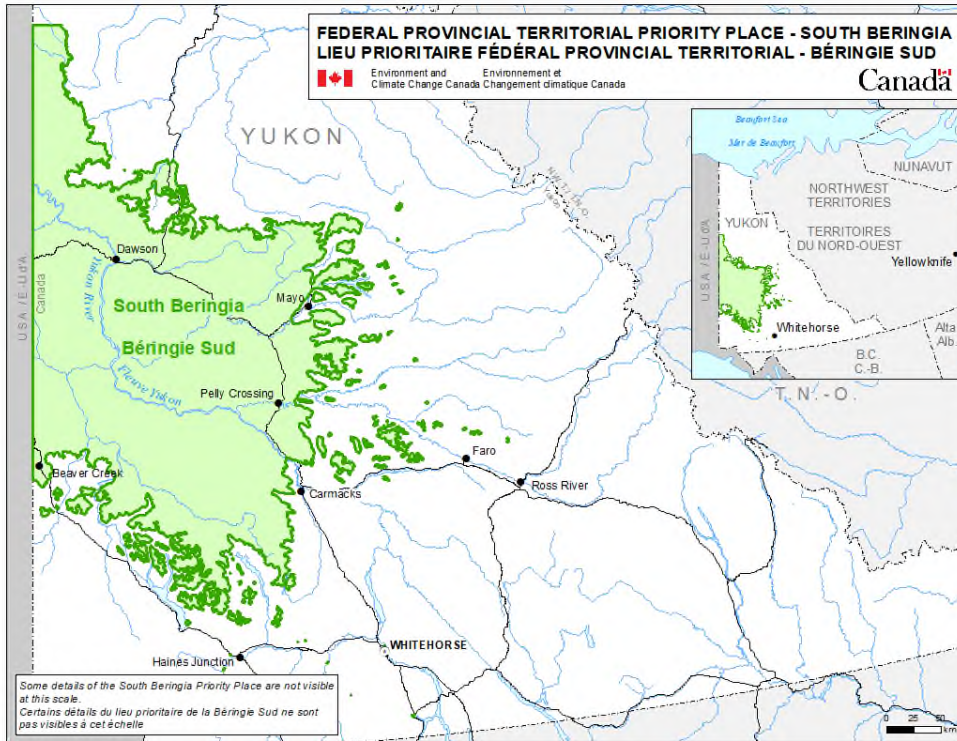 FEDERAL PROVINCIAL TERRITORIAL PRIORITY PLACE - SOUTH BERINGIA
LIEU PRIORITAIRE FÉDÉRAL PROVINCIAL TERRITORIAL - BÉRINGIE SUD
Environment and
Climate Change Canada
Environnement et
Changement climatique Canada
Canada
YUKON
N.W.T./T.N.-O.
Yukon
Beaufort Sea
Mer de Beaufort
NUNAVUT
NORTHWEST
TERRITORIES
YUKON
TERRITOIRES
DU NORD-OUEST
USA / É.-U d'A
Yellowknife
Whitehorse
Alta
Alb.
B.C.
C.-B.
T.N.-O.
USA / É.-U d'A.
Canada
Dawson
Yukon River
South Beringia
Mayo
Béringie Sud
Fleuve Yukon
Pelly Crossing
Faro
Beaver Creek
Ross River
Carmacks
WHITEHORSE
Haines Junction
Some details of the South Beringia Priority Place are not visible
at this scale.
Certains détails du lieu prioritaire de la Béringie Sud ne sont
pas visibles à cet échelle
0 25 50
km